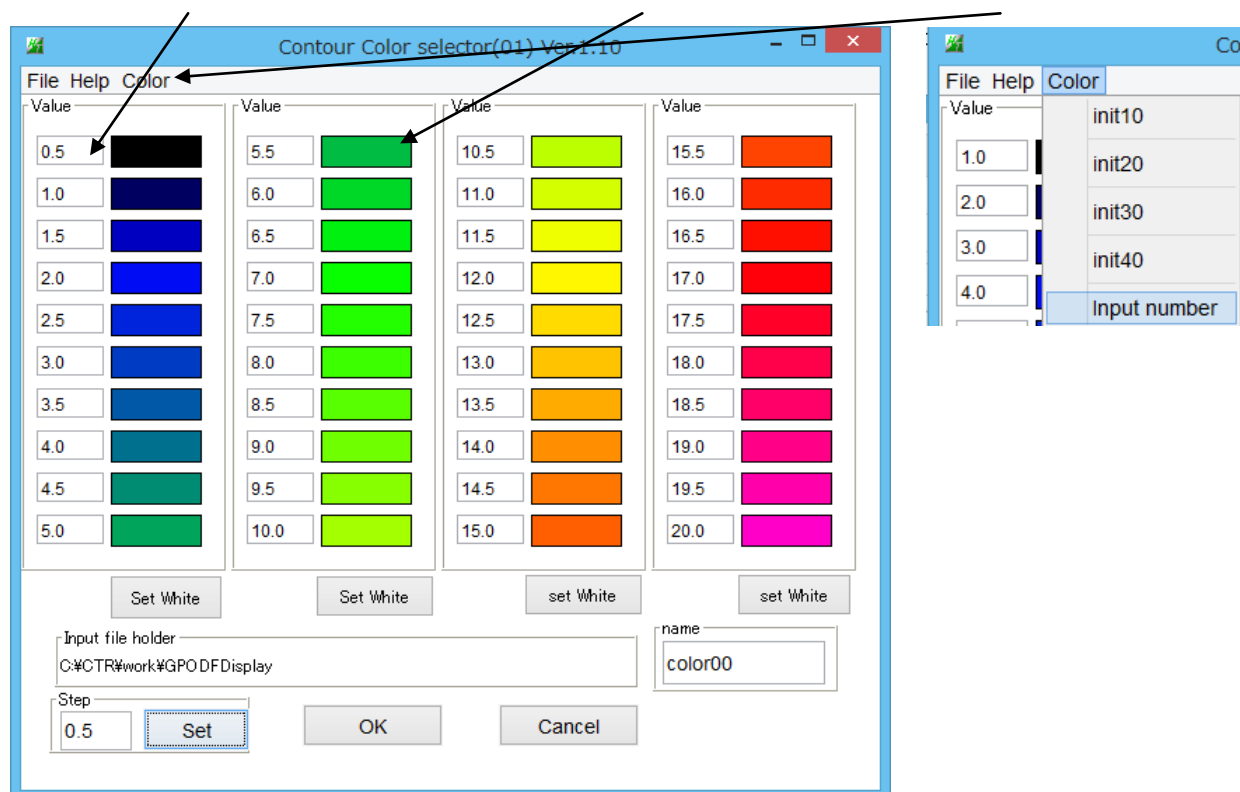 Contour Color selector(01) Ver.1.10
File Help Color
Value Value Value Value
0.5 5.5 10.5 15.5
1.0 6.0 11.0 16.0
1.5 6.5 11.5 16.5
2.0 7.0 12.0 17.0
2.5 7.5 12.5 17.5
3.0 8.0 13.0 18.0
3.5 8.5 13.5 18.5
4.0 9.0 14.0 19.0
4.5 9.5 14.5 19.5
5.0 10.0 15.0 20.0
Set White Set White set White set White
Input file holder
C:¥CTR¥work¥GPODFDisplay
name
color00
Step
0.5 Set OK Cancel
Co
File Help Color
Value
1.0
2.0
3.0
4.0
init10
init20
init30
init40
Input number